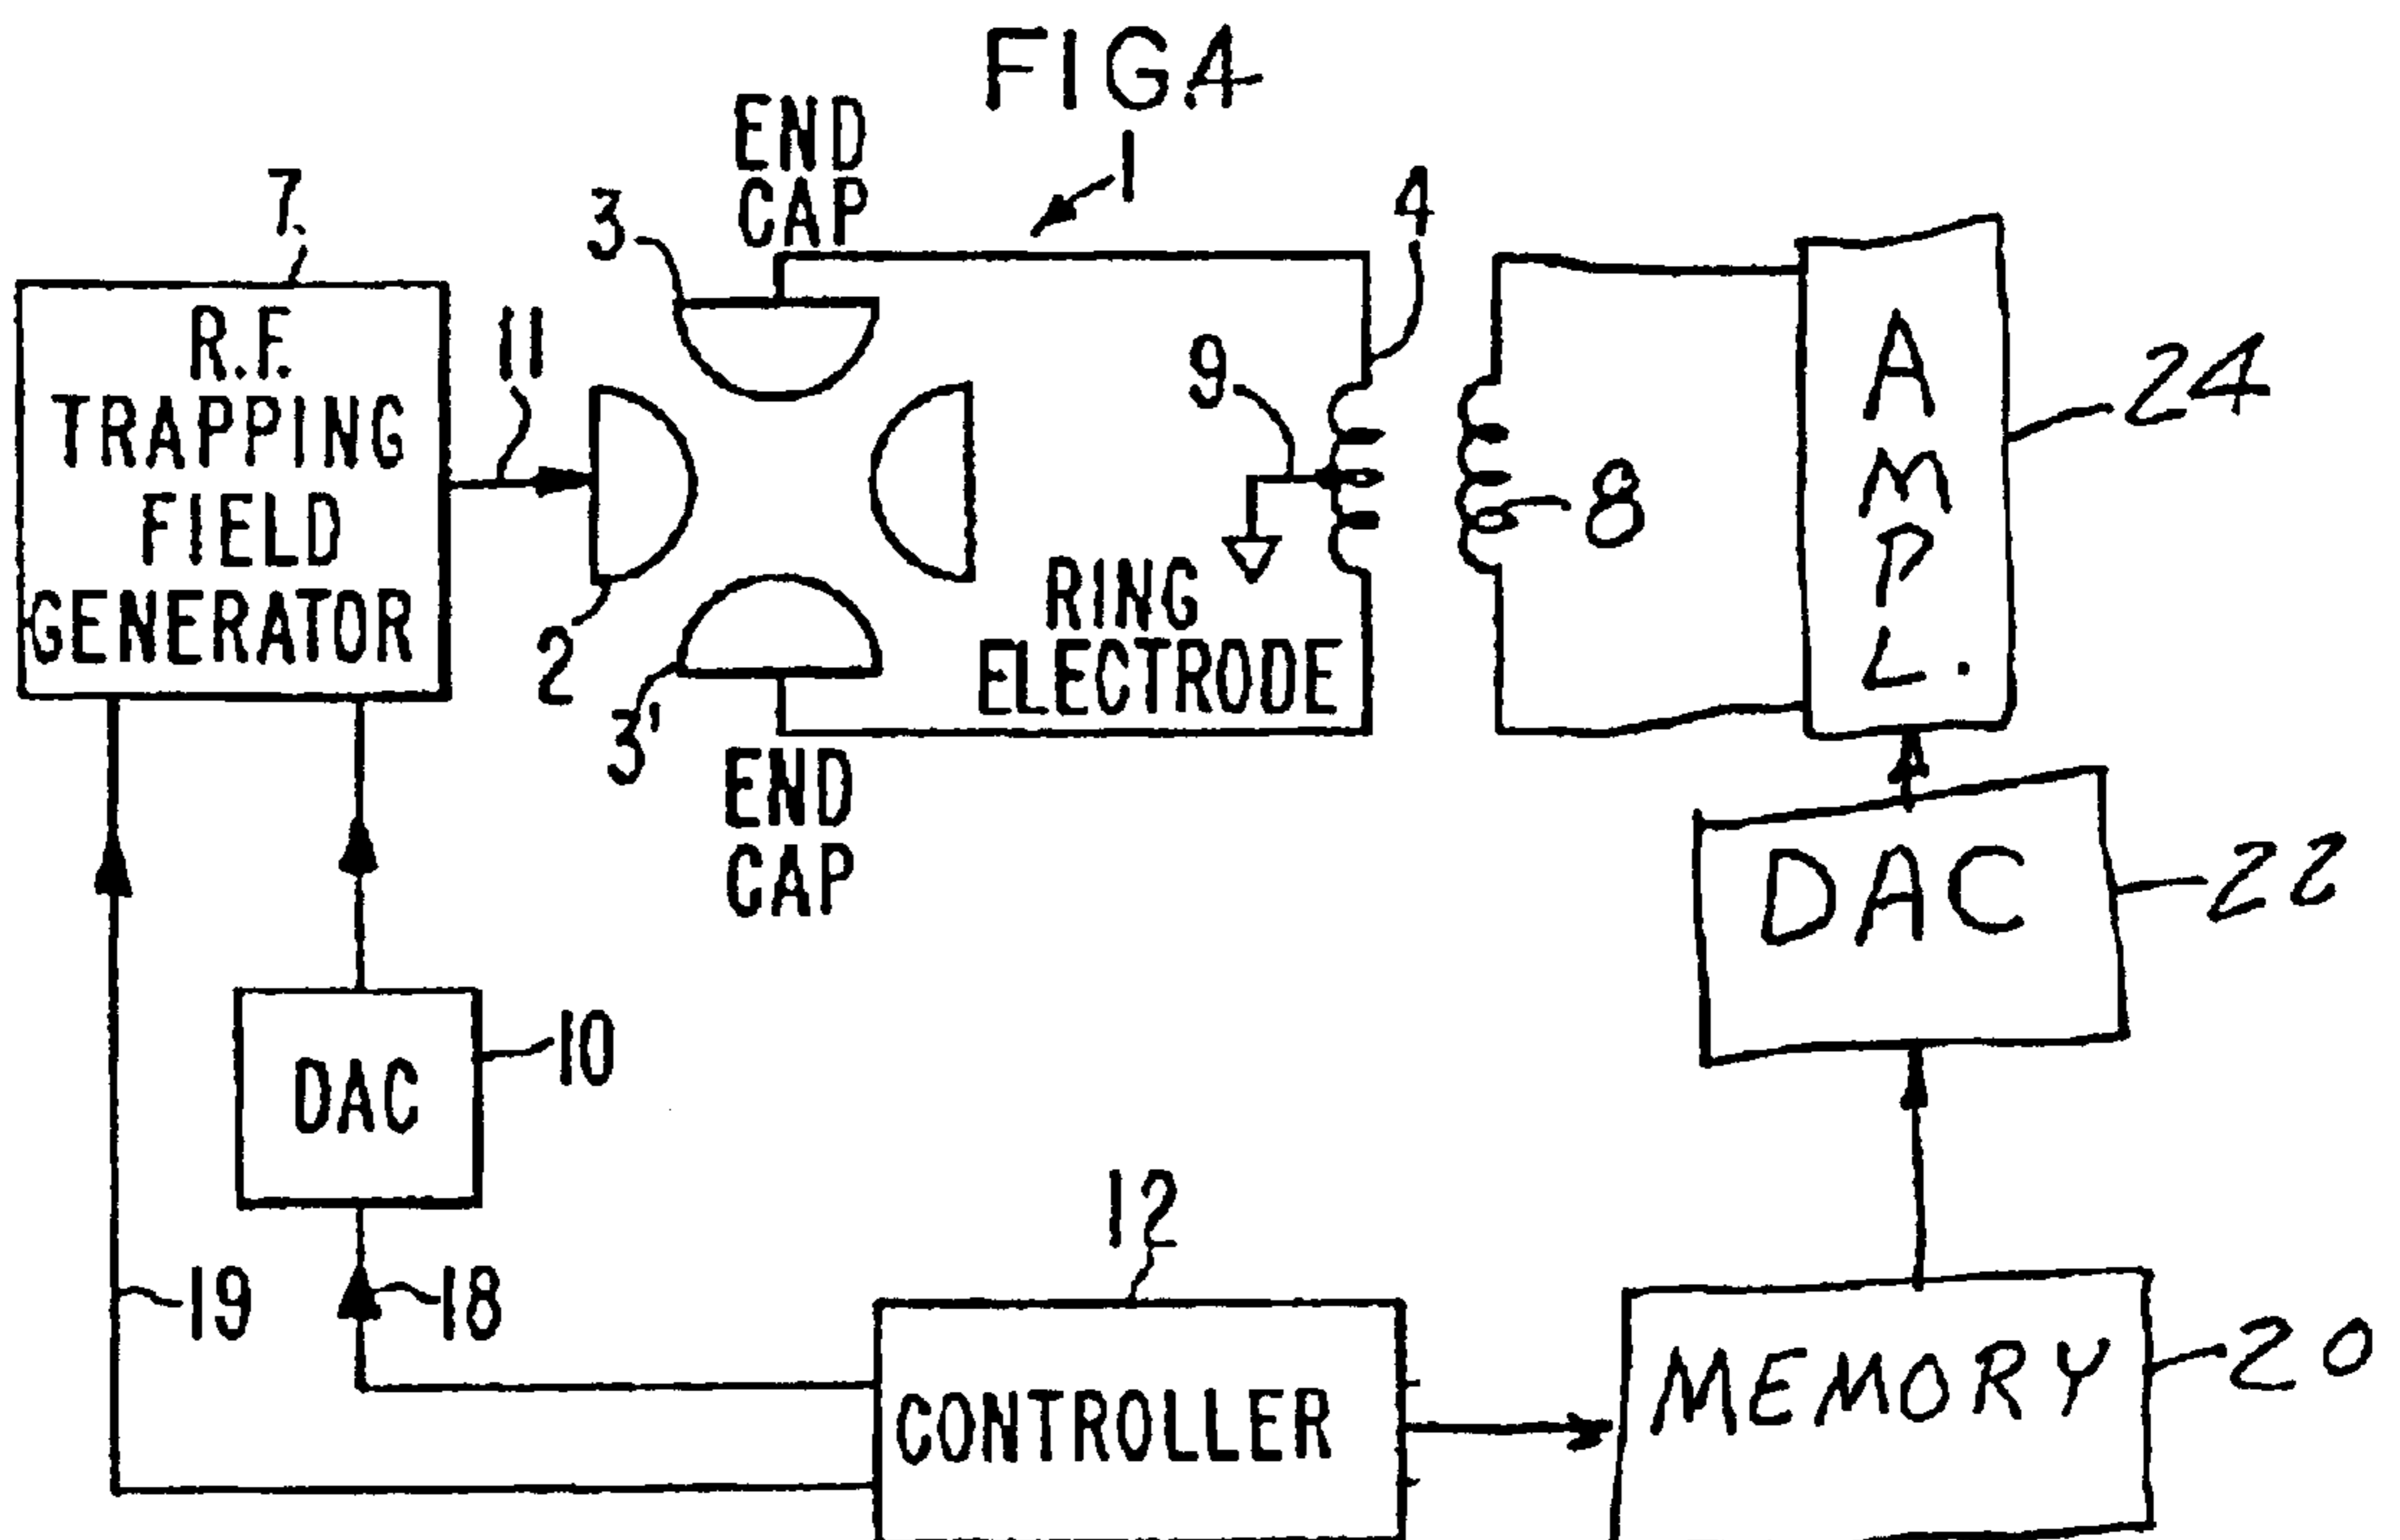 FIG.4
1
END
CAP
3
4
7
R.F.
TRAPPING
FIELD
GENERATOR
11
2
9
8
A
M
P
L.
24
RING
ELECTRODE
3'
END
CAP
DAC
22
DAC
10
12
19
18
CONTROLLER
MEMORY
20